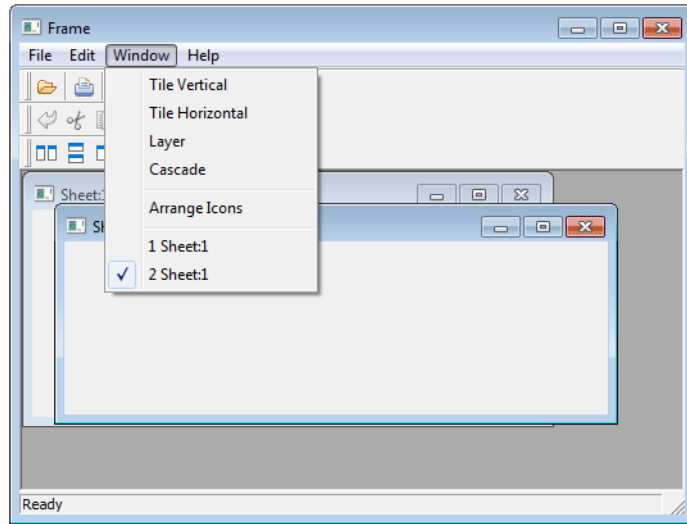 Frame
File Edit Window Help
Tile Vertical
Tile Horizontal
Layer
Cascade
Arrange Icons
1 Sheet:1
2 Sheet:1
Sheet:
Ready